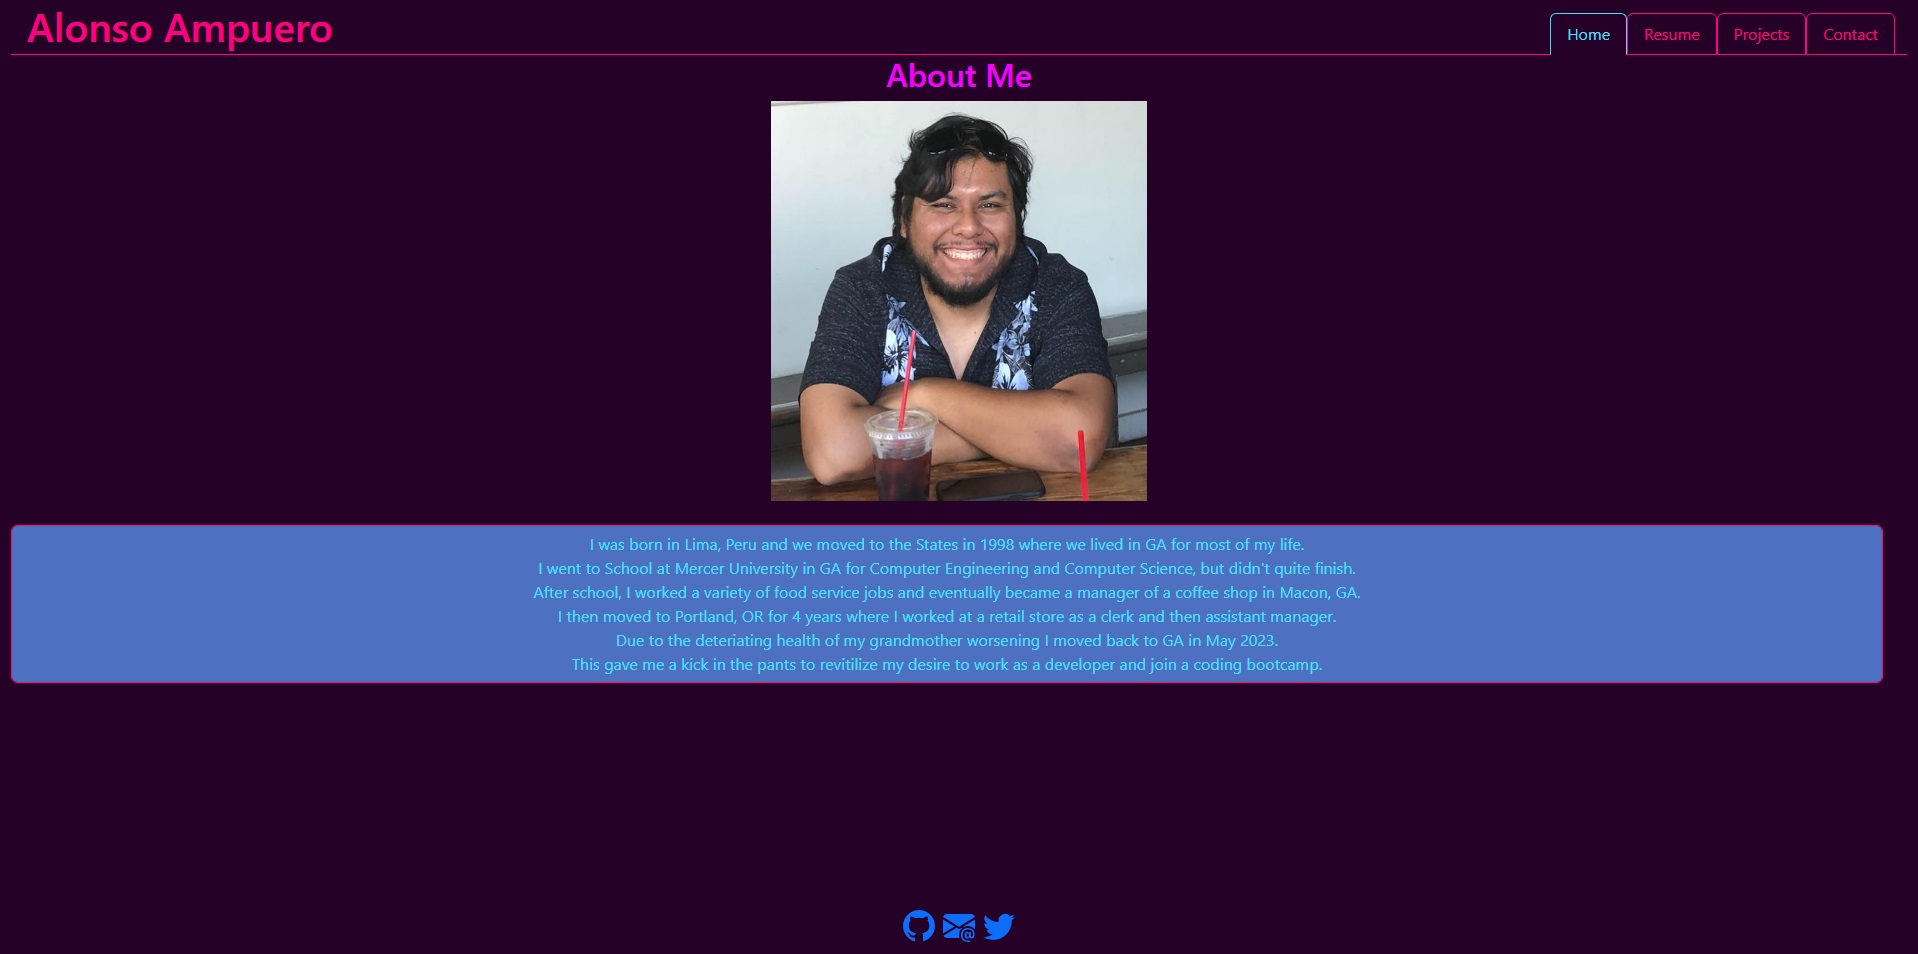 Alonso Ampuero
Home
Resume
Projects
Contact
About Me
I was born in Lima, Peru and we moved to the States in 1998 where we lived in GA for most of my life.
I went to School at Mercer University in GA for Computer Engineering and Computer Science, but didn't quite finish.
After school, I worked a variety of food service jobs and eventually became a manager of a coffee shop in Macon, GA.
I then moved to Portland, OR for 4 years where I worked at a retail store as a clerk and then assistant manager.
Due to the deteriating health of my grandmother worsening I moved back to GA in May 2023.
This gave me a kick in the pants to revitilize my desire to work as a developer and join a coding bootcamp.